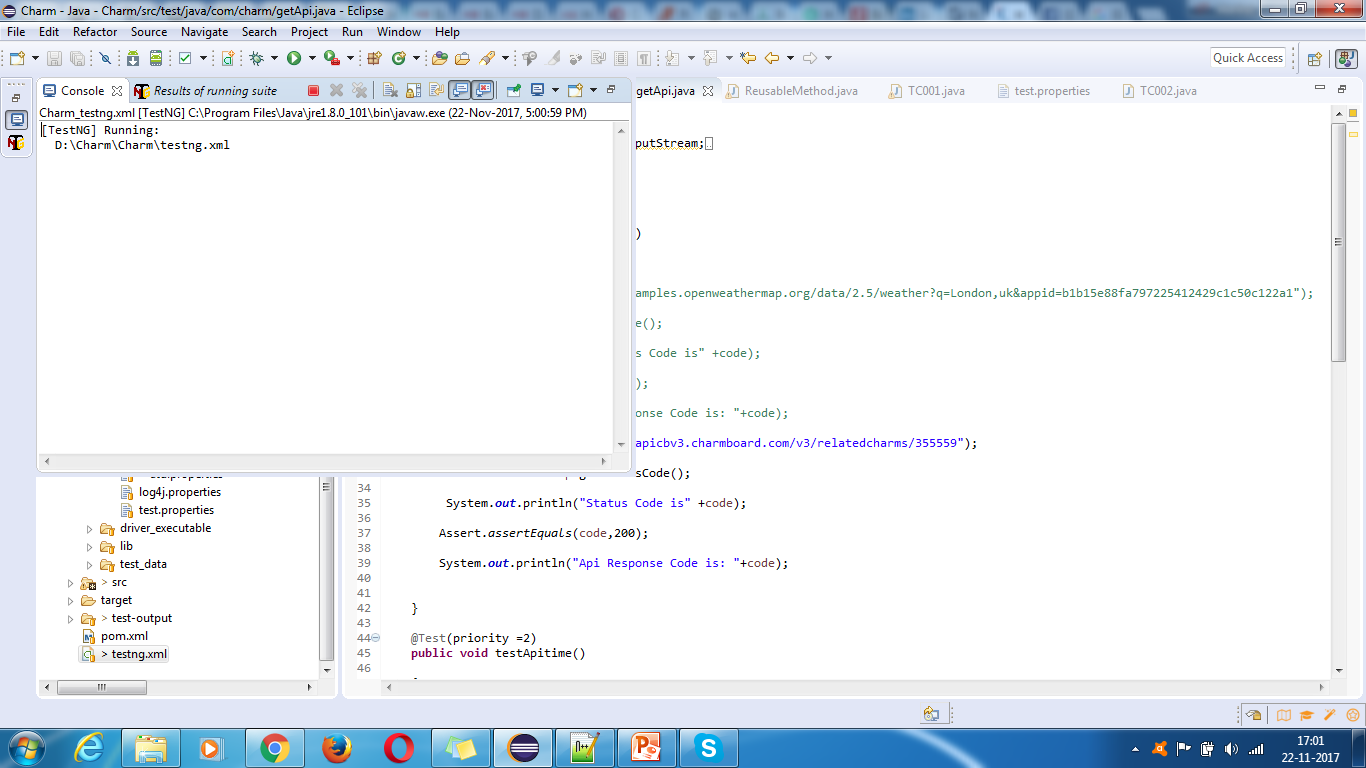 Charm - Java - Charm/src/test/java/com/charm/getApi.java - Eclipse
File Edit Refactor Source Navigate Search Project Run Window Help
Quick Access
Console Results of running suite
Charm_testng.xml [TestNG] C:\Program Files\Java\jre1.8.0_101\bin\javaw.exe (22-Nov-2017, 5:00:59 PM)
[TestNG] Running:
D:\Charm\Charm\testng.xml
getApi.java ReusableMethod.java TC001.java test.properties TC002.java
putStream;
)
amples.openweathermap.org/data/2.5/weather?q=London,uk&appid=b1b15e88fa797225412429c1c50c122a1");
e();
s Code is" +code);
);
onse Code is: "+code);
apicbv3.charmboard.com/v3/relatedcharms/355559");
sCode();
34
35 System.out.println("Status Code is" +code);
36
37 Assert.assertEquals(code,200);
38
39 System.out.println("Api Response Code is: "+code);
40
41
42 }
43
44 @Test(priority =2)
45 public void testApitime()
46
log4j.properties
test.properties
driver_executable
lib
test_data
> src
target
> test-output
pom.xml
> testng.xml
17:01
22-11-2017